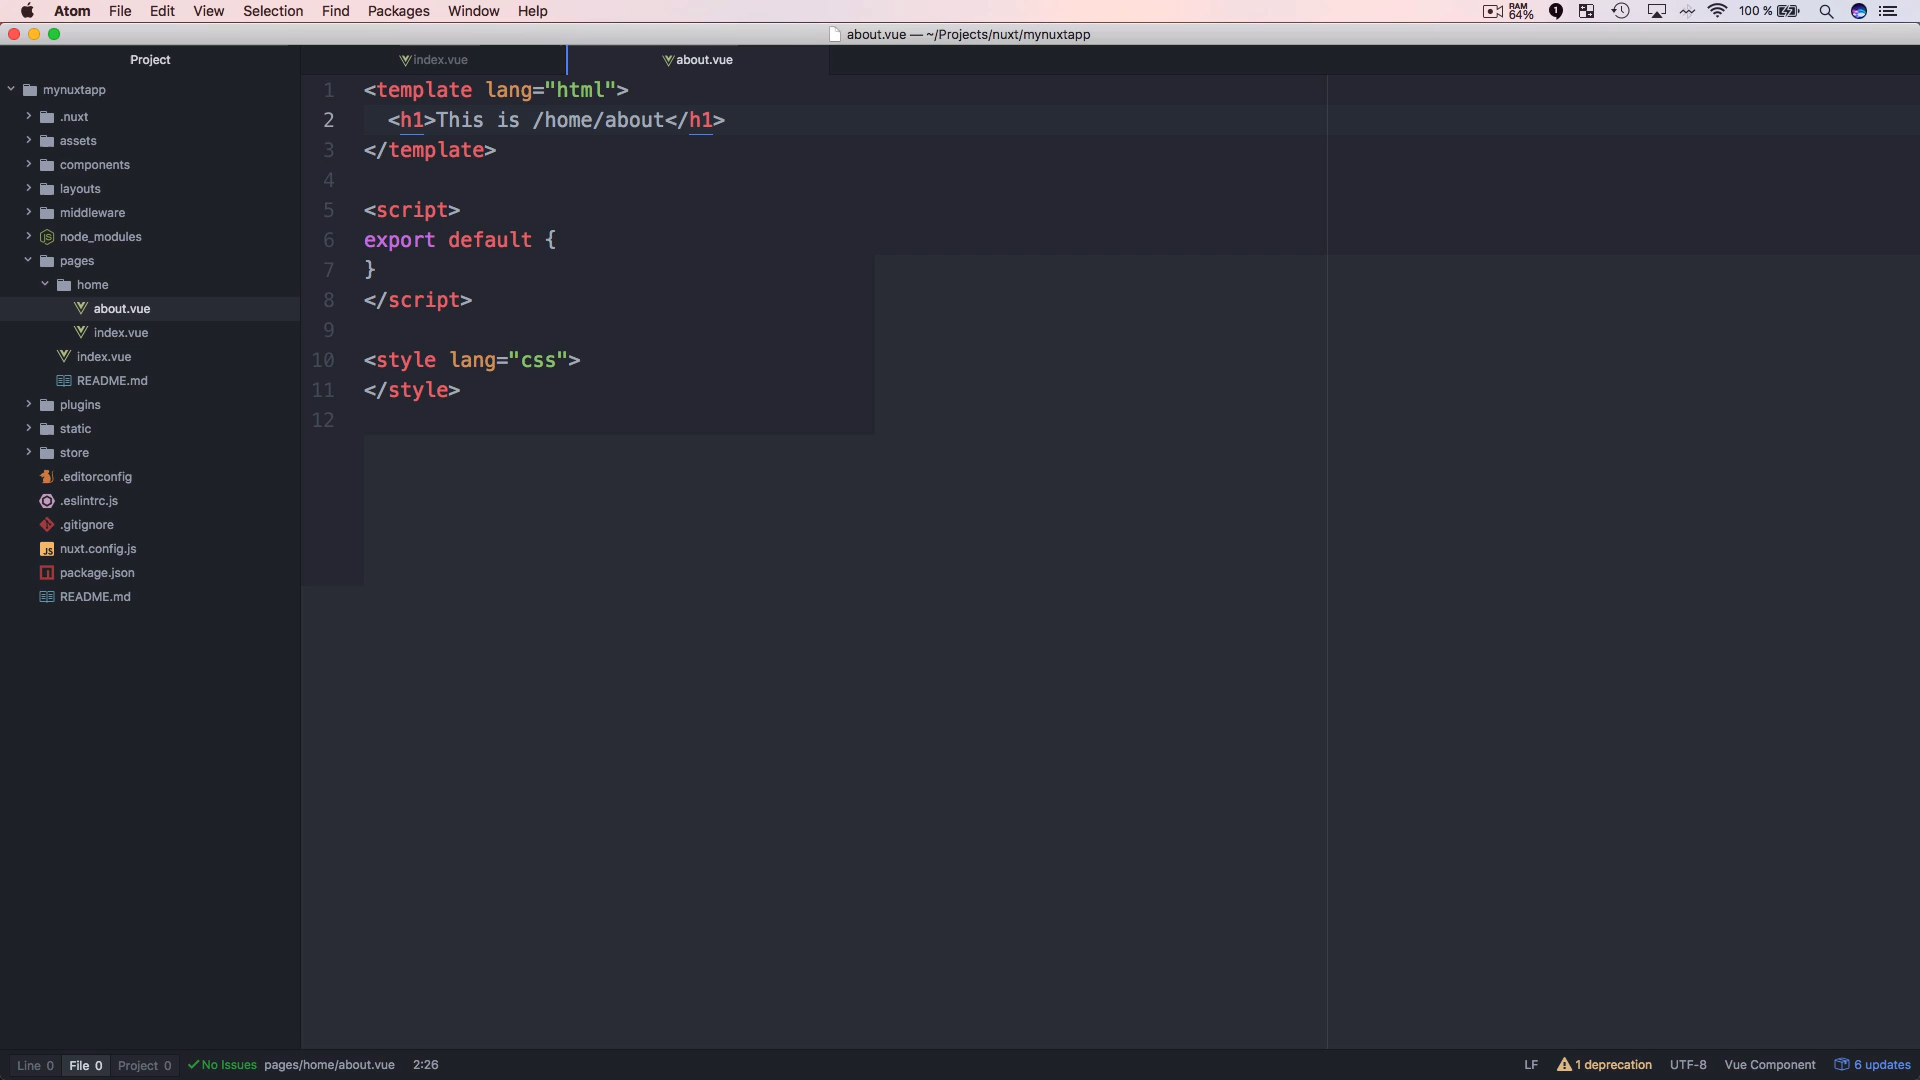 Atom File Edit View Selection Find Packages Window Help RAM 64% 1 100 %
about.vue — ~/Projects/nuxt/mynuxtapp
Project
index.vue
about.vue
mynuxtapp
.nuxt
assets
components
layouts
middleware
node_modules
pages
home
about.vue
index.vue
index.vue
README.md
plugins
static
store
.editorconfig
.eslintrc.js
.gitignore
nuxt.config.js
package.json
README.md
1 <template lang="html">
2   <h1>This is /home/about</h1>
3 </template>
4
5 <script>
6 export default {
7 }
8 </script>
9
10 <style lang="css">
11 </style>
12
Line 0 File 0 Project 0 No Issues pages/home/about.vue 2:26 LF 1 deprecation UTF-8 Vue Component 6 updates